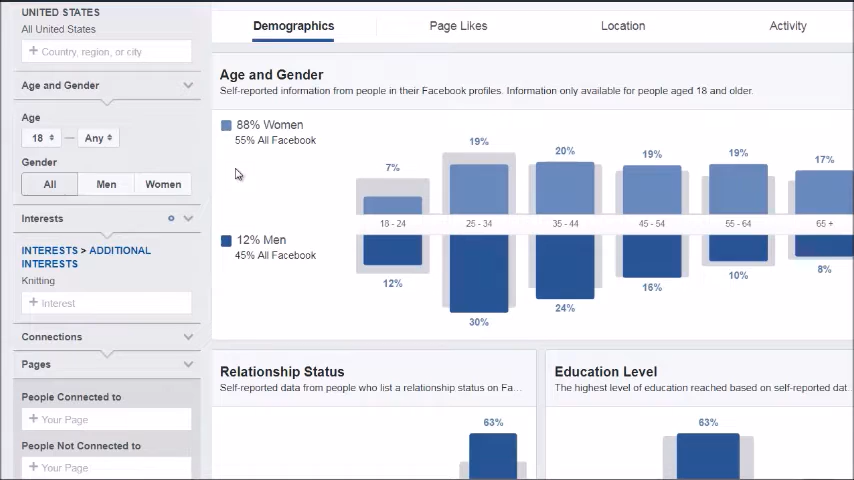 UNITED STATES
All United States
+ Country, region, or city
Age and Gender
Age
18 — Any
Gender
All Men Women
Interests
INTERESTS > ADDITIONAL
INTERESTS
Knitting
+ Interest
Connections
Pages
People Connected to
+ Your Page
People Not Connected to
+ Your Page
Demographics Page Likes Location Activity
Age and Gender
Self-reported information from people in their Facebook profiles. Information only available for people aged 18 and older.
88% Women
55% All Facebook
7% 19% 20% 19% 19% 17%
18 - 24 25 - 34 35 - 44 45 - 54 55 - 64 65 +
12% Men
45% All Facebook
12% 30% 24% 16% 10% 8%
Relationship Status
Self-reported data from people who list a relationship status on Fa...
63%
Education Level
The highest level of education reached based on self-reported dat...
63%